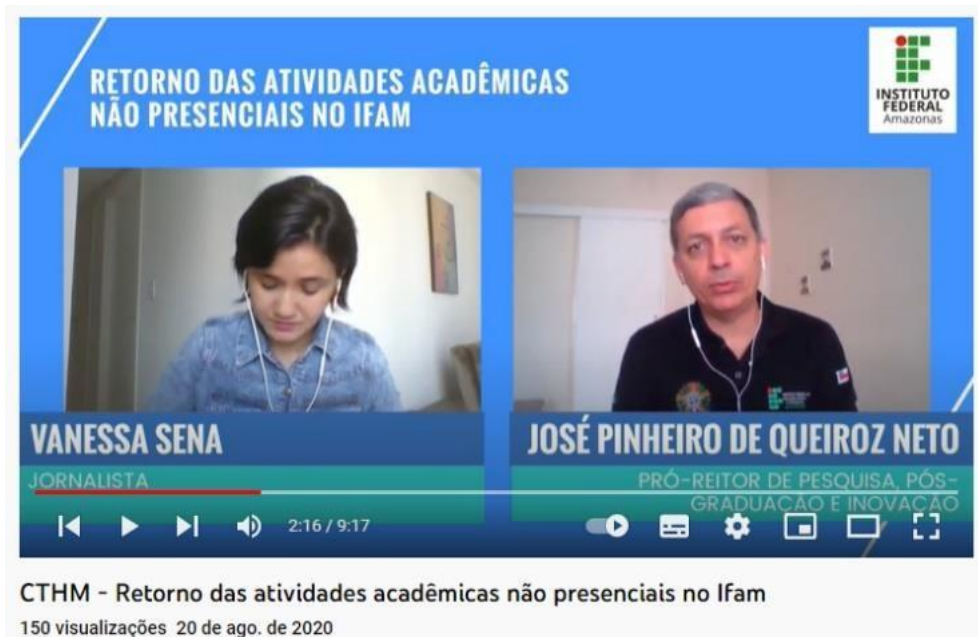 RETORNO DAS ATIVIDADES ACADÊMICAS
NÃO PRESENCIAIS NO IFAM
INSTITUTO
FEDERAL
Amazonas
VANESSA SENA
JORNALISTA
JOSÉ PINHEIRO DE QUEIROZ NETO
PRÓ-REITOR DE PESQUISA, PÓS-
GRADUAÇÃO E INOVAÇÃO
2:16 / 9:17
CTHM - Retorno das atividades acadêmicas não presenciais no Ifam
150 visualizações 20 de ago. de 2020